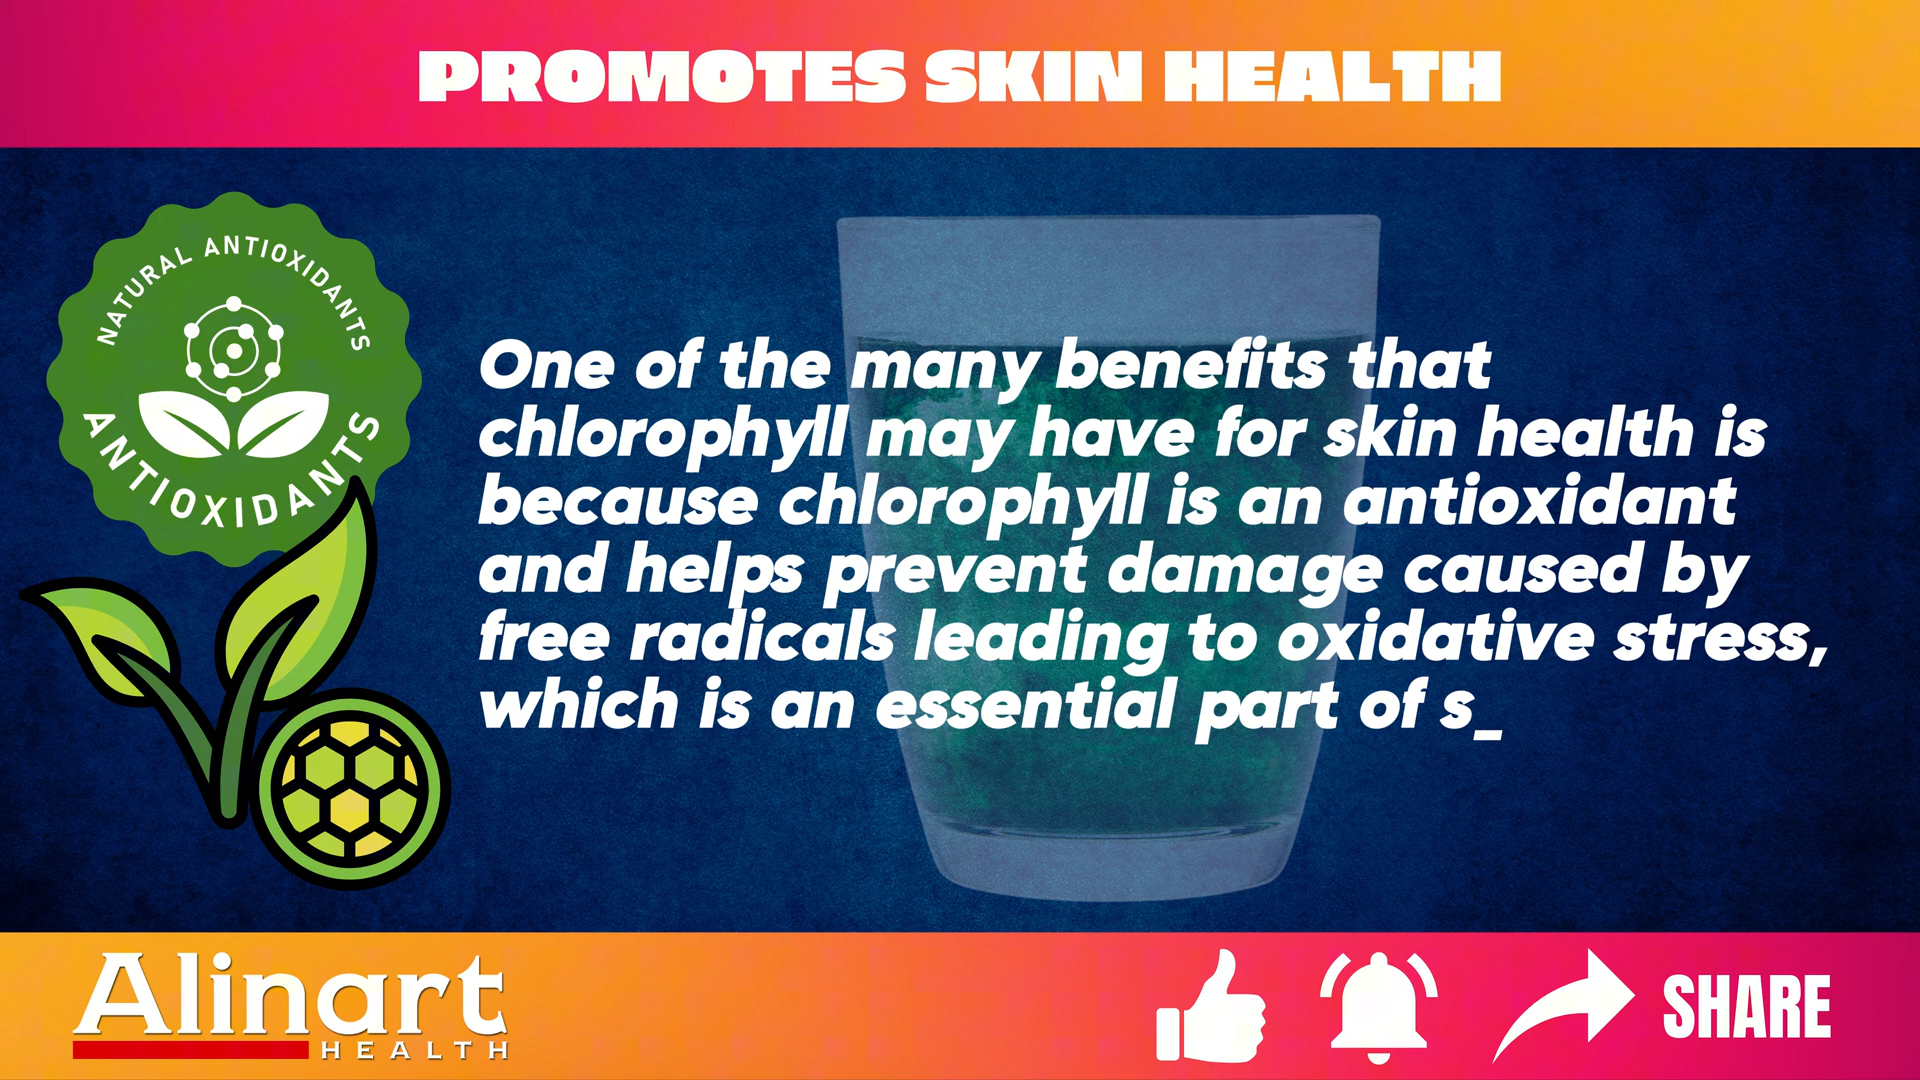 PROMOTES SKIN HEALTH
NATURAL ANTIOXIDANTS
ANTIOXIDANTS
One of the many benefits that
chlorophyll may have for skin health is
because chlorophyll is an antioxidant
and helps prevent damage caused by
free radicals leading to oxidative stress,
which is an essential part of s_
Alinart
HEALTH
SHARE